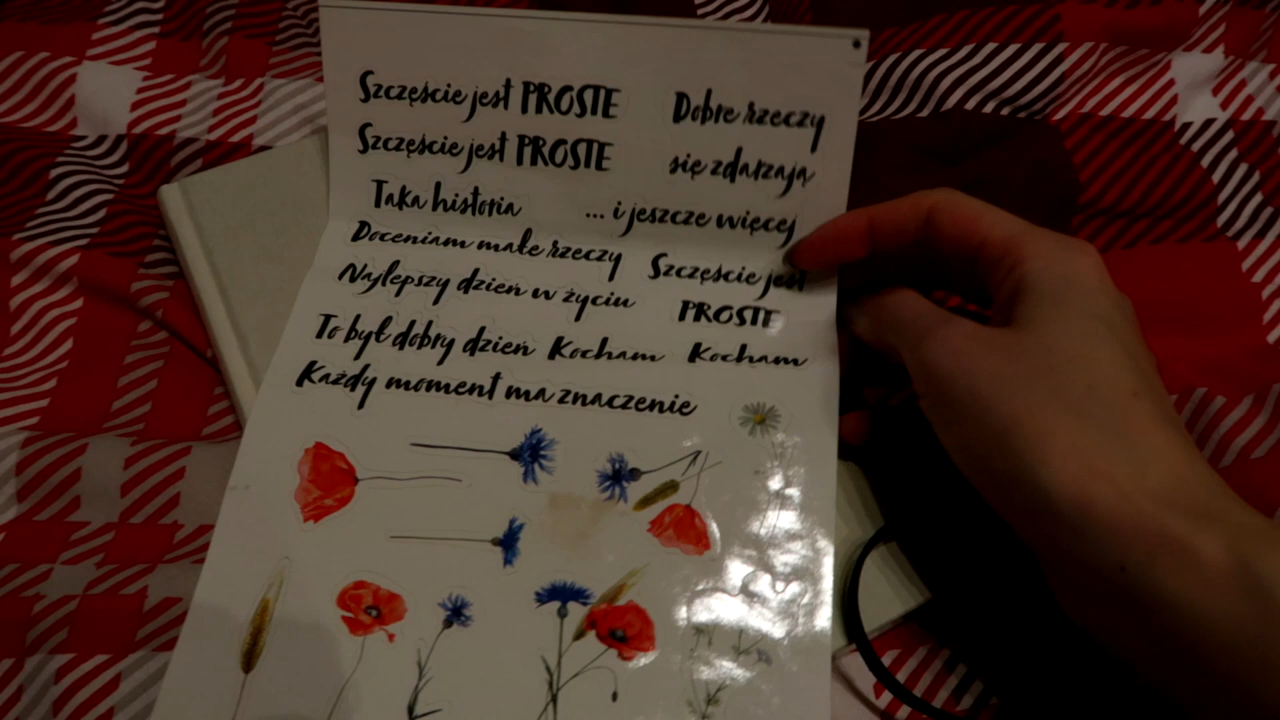 Szczęście jest PROSTE
Dobre rzeczy
Szczęście jest PROSTE
się zdarzają
Taka historia
... i jeszcze więcej
Doceniam małe rzeczy
Szczęście jest
Najlepszy dzień w życiu
PROSTE
To był dobry dzień
Kocham
Kocham
Każdy moment ma znaczenie